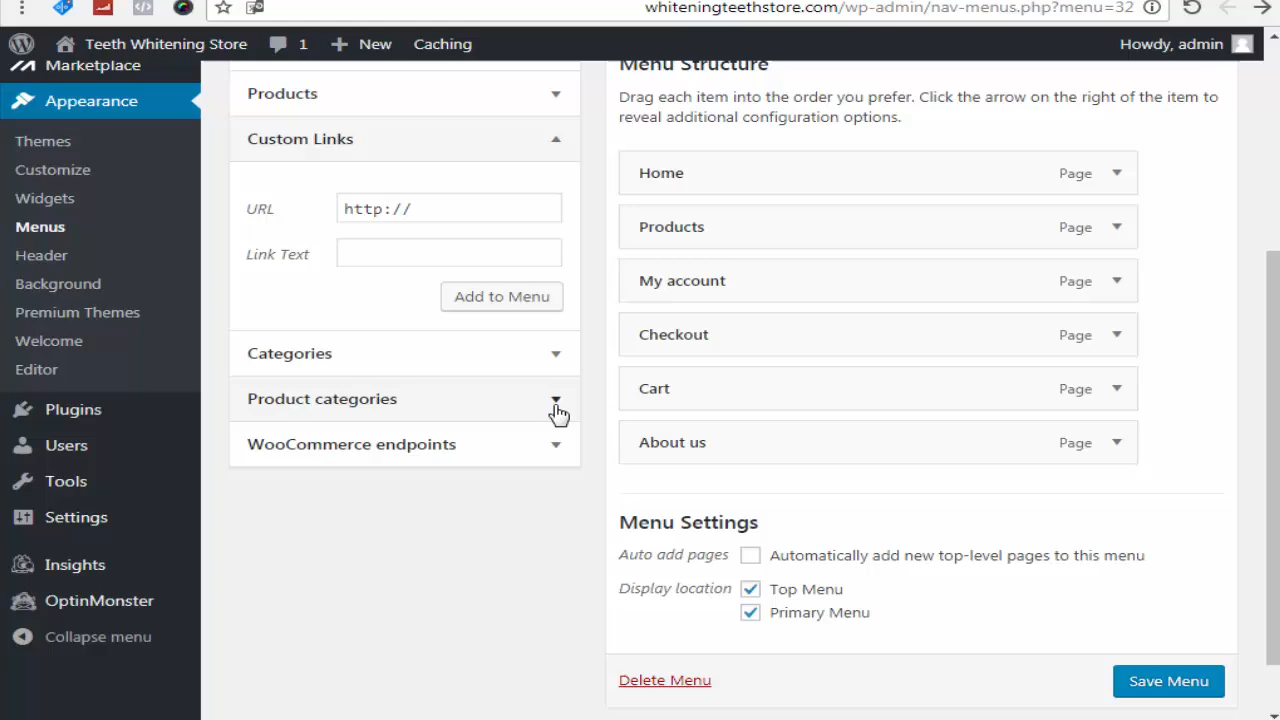 whiteningteethstore.com/wp-admin/nav-menus.php?menu=32
Teeth Whitening Store
1
New
Caching
Howdy, admin
Marketplace
Appearance
Themes
Customize
Widgets
Menus
Header
Background
Premium Themes
Welcome
Editor
Plugins
Users
Tools
Settings
Insights
OptinMonster
Collapse menu
Products
Custom Links
URL
http://
Link Text
Add to Menu
Categories
Product categories
WooCommerce endpoints
Menu Structure
Drag each item into the order you prefer. Click the arrow on the right of the item to
reveal additional configuration options.
Home Page
Products Page
My account Page
Checkout Page
Cart Page
About us Page
Menu Settings
Auto add pages Automatically add new top-level pages to this menu
Display location Top Menu
Primary Menu
Delete Menu
Save Menu